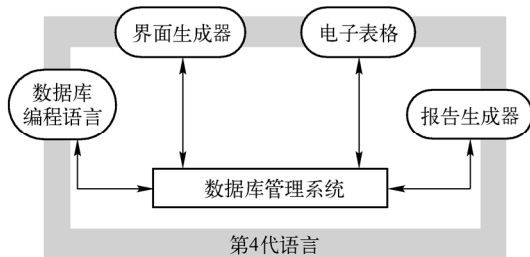 界面生成器
电子表格
数据库
编程语言
报告生成器
数据库管理系统
第4代语言